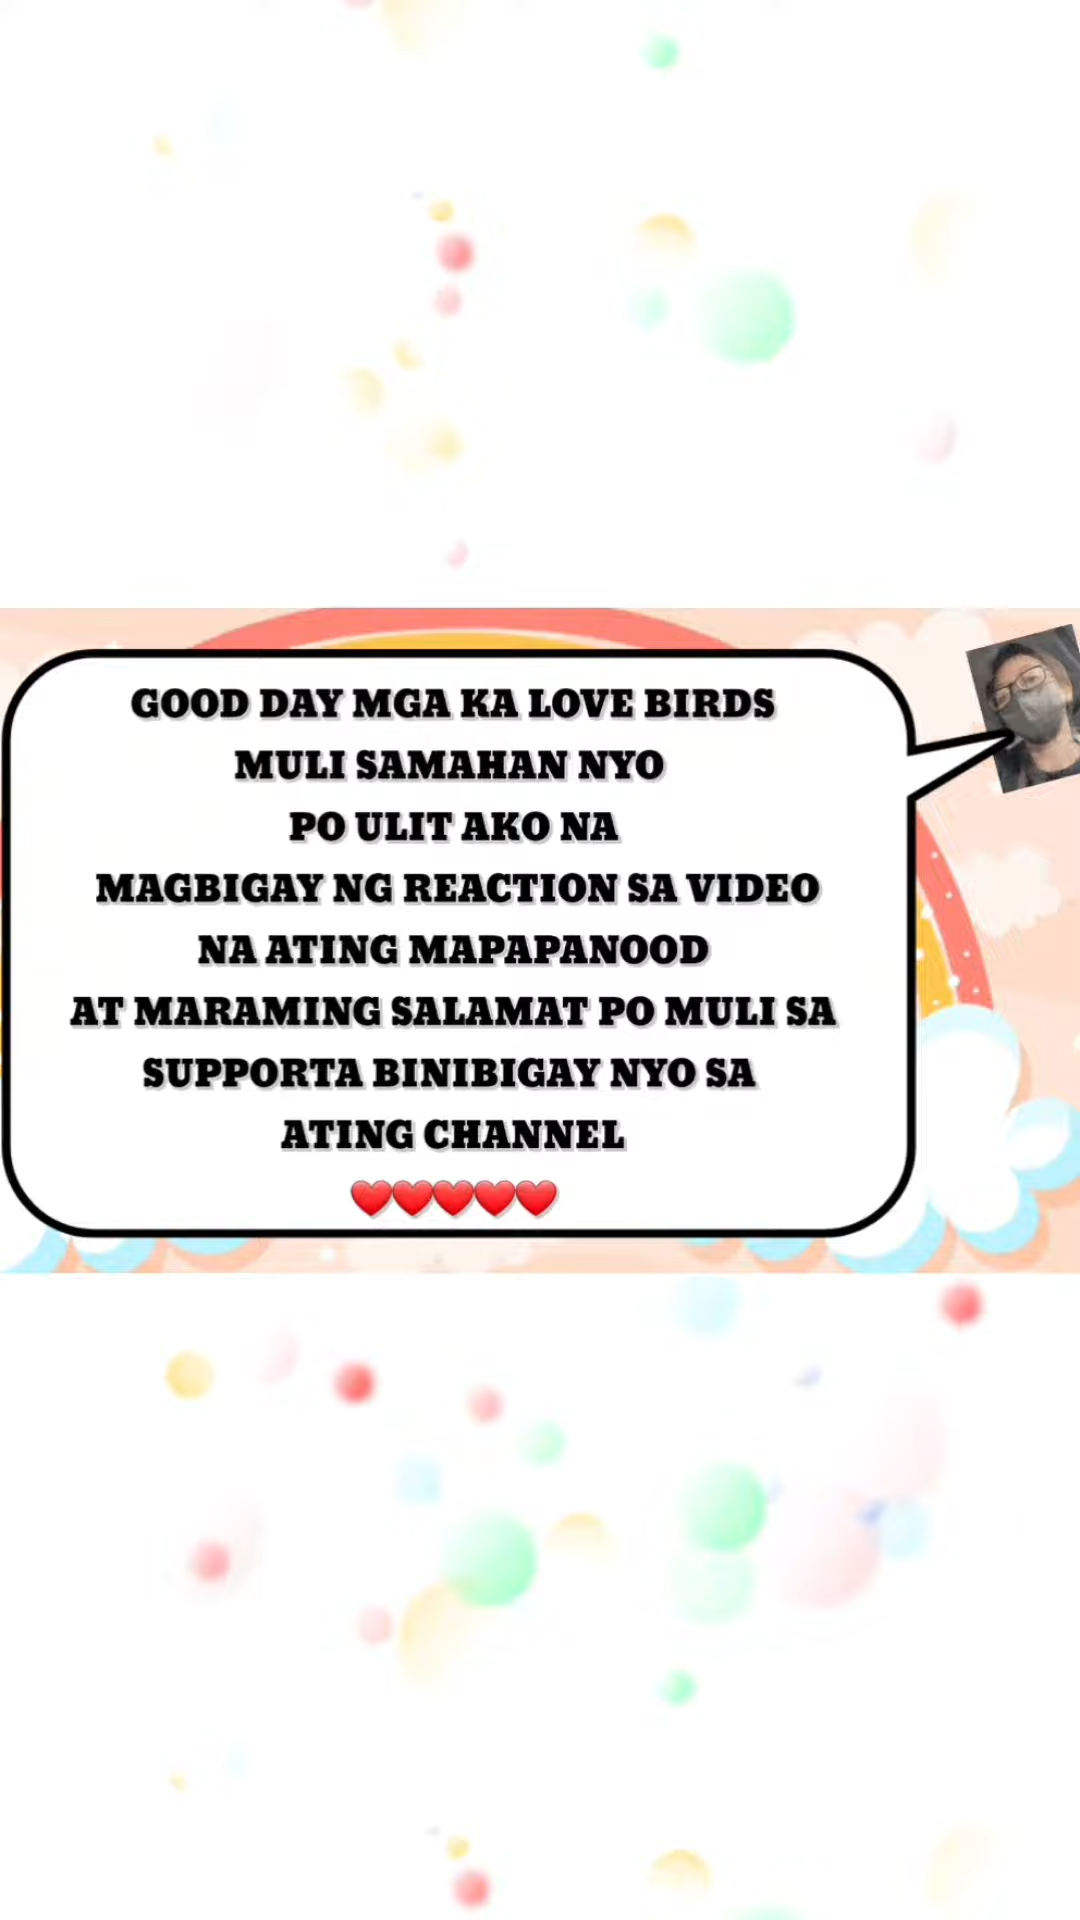 GOOD DAY MGA KA LOVE BIRDS
MULI SAMAHAN NYO
PO ULIT AKO NA
MAGBIGAY NG REACTION SA VIDEO
NA ATING MAPAPANOOD
AT MARAMING SALAMAT PO MULI SA
SUPPORTA BINIBIGAY NYO SA
ATING CHANNEL
❤️❤️❤️❤️❤️